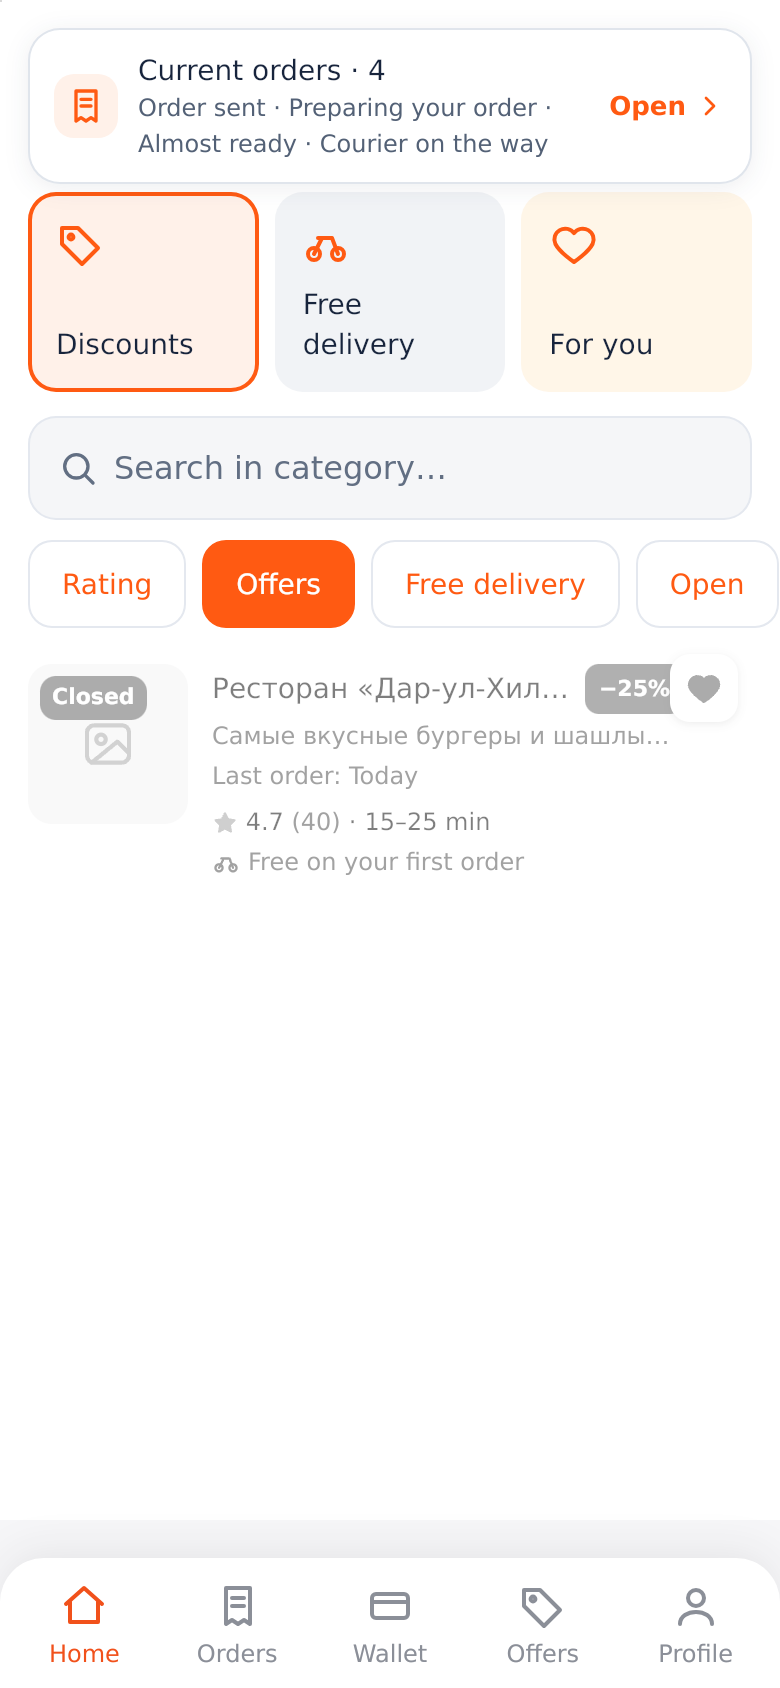 Current orders · 4
Order sent · Preparing your order ·
Almost ready · Courier on the way
Open
Discounts
Free
delivery
For you
Search in category...
Rating
Offers
Free delivery
Open
Closed
Ресторан «Дар-ул-Хил...
−25%
Самые вкусные бургеры и шашлы...
Last order: Today
4.7 (40) · 15–25 min
Free on your first order
Home
Orders
Wallet
Offers
Profile